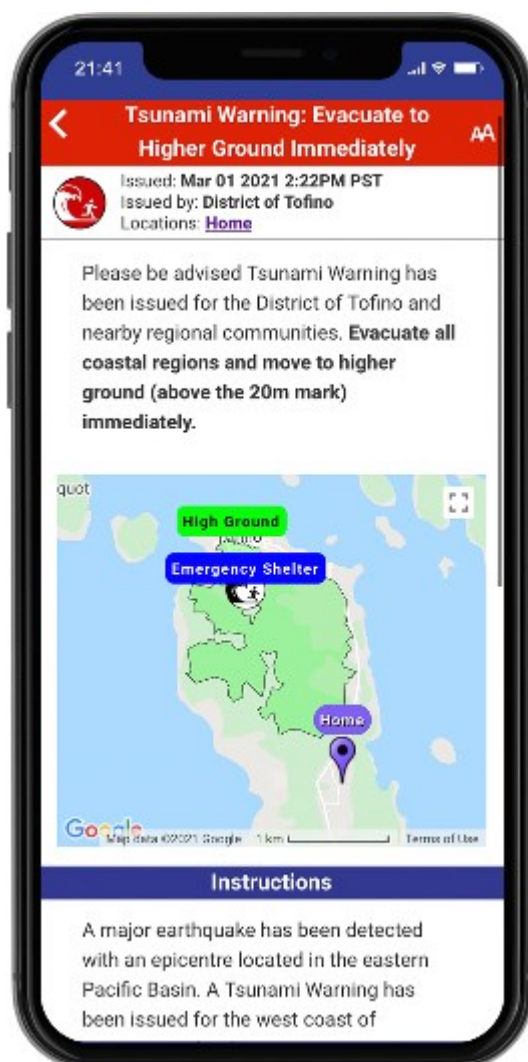 21:41
Tsunami Warning: Evacuate to
Higher Ground Immediately
AA
Issued: Mar 01 2021 2:22PM PST
Issued by: District of Tofino
Locations: Home
Please be advised Tsunami Warning has
been issued for the District of Tofino and
nearby regional communities. Evacuate all
coastal regions and move to higher
ground (above the 20m mark)
immediately.
quot
High Ground
Emergency Shelter
Home
Google
Map data ©2021 Google 1 km Terms of Use
Instructions
A major earthquake has been detected
with an epicentre located in the eastern
Pacific Basin. A Tsunami Warning has
been issued for the west coast of